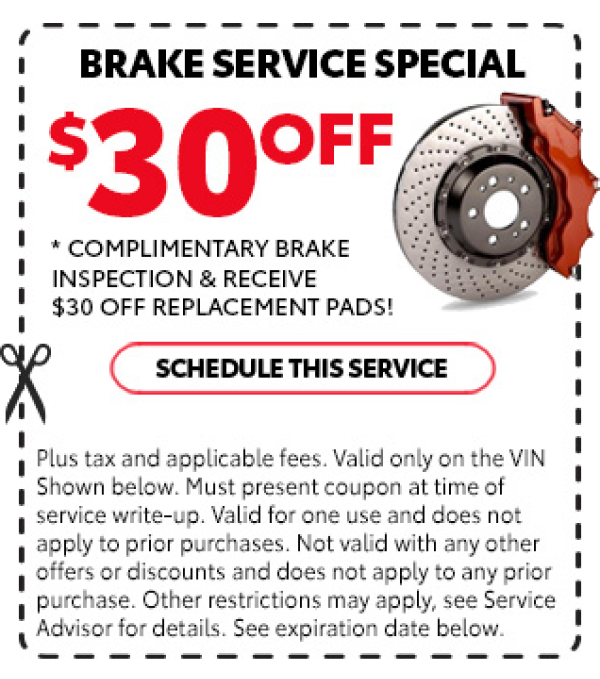 BRAKE SERVICE SPECIAL
$30 OFF
* COMPLIMENTARY BRAKE
INSPECTION & RECEIVE
$30 OFF REPLACEMENT PADS!
SCHEDULE THIS SERVICE
Plus tax and applicable fees. Valid only on the VIN
Shown below. Must present coupon at time of
service write-up. Valid for one use and does not
apply to prior purchases. Not valid with any other
offers or discounts and does not apply to any prior
purchase. Other restrictions may apply, see Service
Advisor for details. See expiration date below.